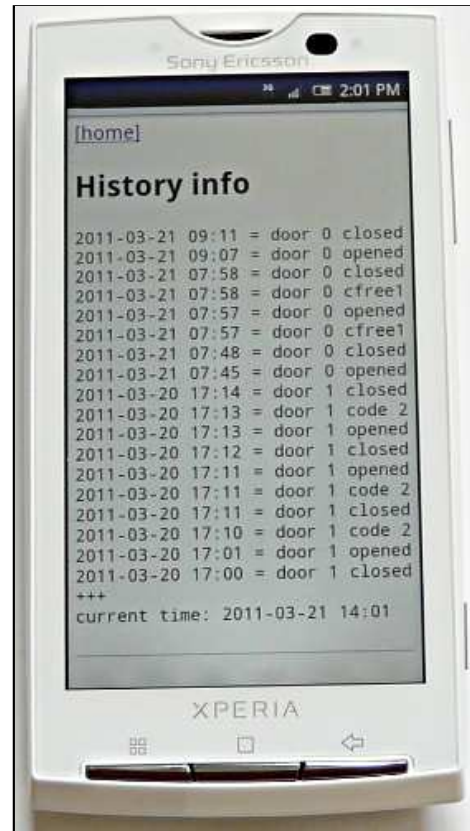 Sony Ericsson
3G 2:01 PM
[home]
History info
2011-03-21 09:11 = door 0 closed
2011-03-21 09:07 = door 0 opened
2011-03-21 07:58 = door 0 closed
2011-03-21 07:58 = door 0 cfree1
2011-03-21 07:57 = door 0 opened
2011-03-21 07:57 = door 0 cfree1
2011-03-21 07:48 = door 0 closed
2011-03-21 07:45 = door 0 opened
2011-03-20 17:14 = door 1 closed
2011-03-20 17:13 = door 1 code 2
2011-03-20 17:13 = door 1 opened
2011-03-20 17:12 = door 1 closed
2011-03-20 17:11 = door 1 opened
2011-03-20 17:11 = door 1 code 2
2011-03-20 17:11 = door 1 closed
2011-03-20 17:10 = door 1 code 2
2011-03-20 17:01 = door 1 opened
2011-03-20 17:00 = door 1 closed
+++
current time: 2011-03-21 14:01
XPERIA